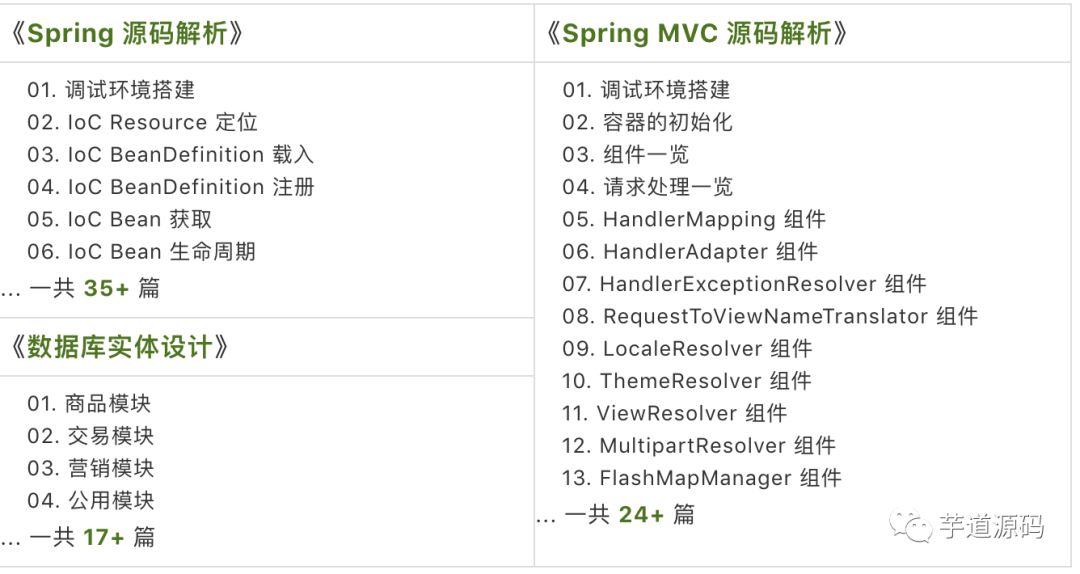 《Spring 源码解析》
01. 调试环境搭建
02. IoC Resource 定位
03. IoC BeanDefinition 载入
04. IoC BeanDefinition 注册
05. IoC Bean 获取
06. IoC Bean 生命周期
... 一共 35+ 篇
《数据库实体设计》
01. 商品模块
02. 交易模块
03. 营销模块
04. 公用模块
... 一共 17+ 篇
《Spring MVC 源码解析》
01. 调试环境搭建
02. 容器的初始化
03. 组件一览
04. 请求处理一览
05. HandlerMapping 组件
06. HandlerAdapter 组件
07. HandlerExceptionResolver 组件
08. RequestToViewNameTranslator 组件
09. LocaleResolver 组件
10. ThemeResolver 组件
11. ViewResolver 组件
12. MultipartResolver 组件
13. FlashMapManager 组件
... 一共 24+ 篇
芋道源码